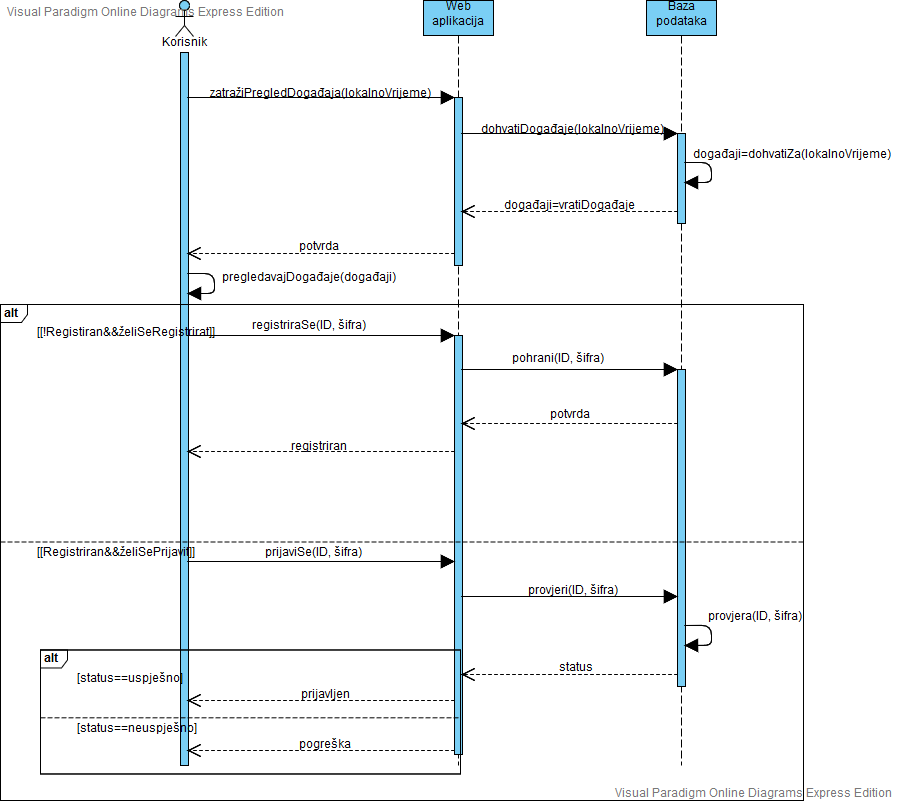 Visual Paradigm Online Diagrams Express Edition
Korisnik
Web
aplikacija
Baza
podataka
zatražiPregledDogađaja(lokalnoVrijeme)
dohvatiDogađaje(lokalnoVrijeme)
događaji=dohvatiZa(lokalnoVrijeme)
događaji=vratiDogađaje
potvrda
pregledavajDogađaje(događaji)
alt
[[!Registiran&&želiSeRegistrirat]]
registriraSe(ID, šifra)
pohrani(ID, šifra)
potvrda
registriran
[[Registriran&&želiSePrijavit]]
prijaviSe(ID, šifra)
provjeri(ID, šifra)
provjera(ID, šifra)
status
alt
[status==uspješno]
prijavljen
[status==neuspješno]
pogreška
Visual Paradigm Online Diagrams Express Edition